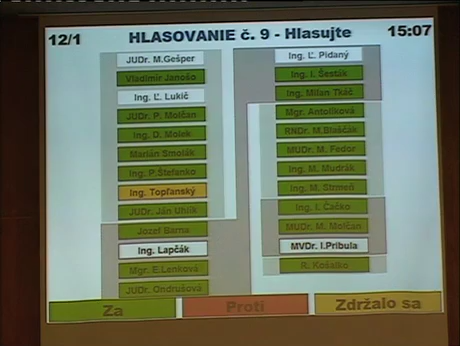 12/1
HLASOVANIE č. 9 - Hlasujte
15:07
JUDr. M.Gešper
Vladimír Janošo
Ing. Ľ. Lukič
JUDr. P. Molčan
Ing. D. Molek
Marián Smolák
Ing. P.Štefanko
Ing. Topľanský
JUDr. Ján Uhlík
Jozef Barna
Ing. Lapčák
Mgr. E.Lenková
JUDr. Ondrušová
Ing. Ľ. Pidaný
Ing. I. Šesták
Ing. Milan Tkáč
Mgr. Antolíková
RNDr. M.Blaščák
MUDr. M. Fedor
Ing. M. Mudrák
Ing. M. Strmeň
Ing. I. Čačko
MUDr. M. Molčan
MVDr. I.Pribula
R. Košalko
Za
Proti
Zdržalo sa